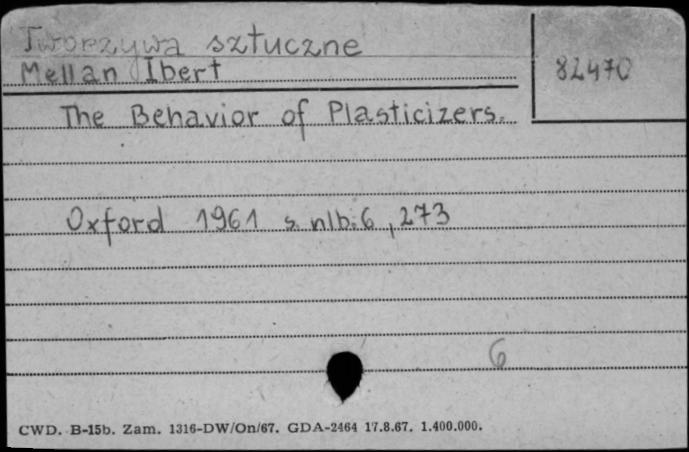 Tworzywa sztuczne
Mellan Ibert
82470
The Behavior of Plasticizers.
Oxford 1961 s. nlb. 6, 273
6
CWD. B-15b. Zam. 1316-DW/On/67. GDA-2464 17.8.67. 1.400.000.